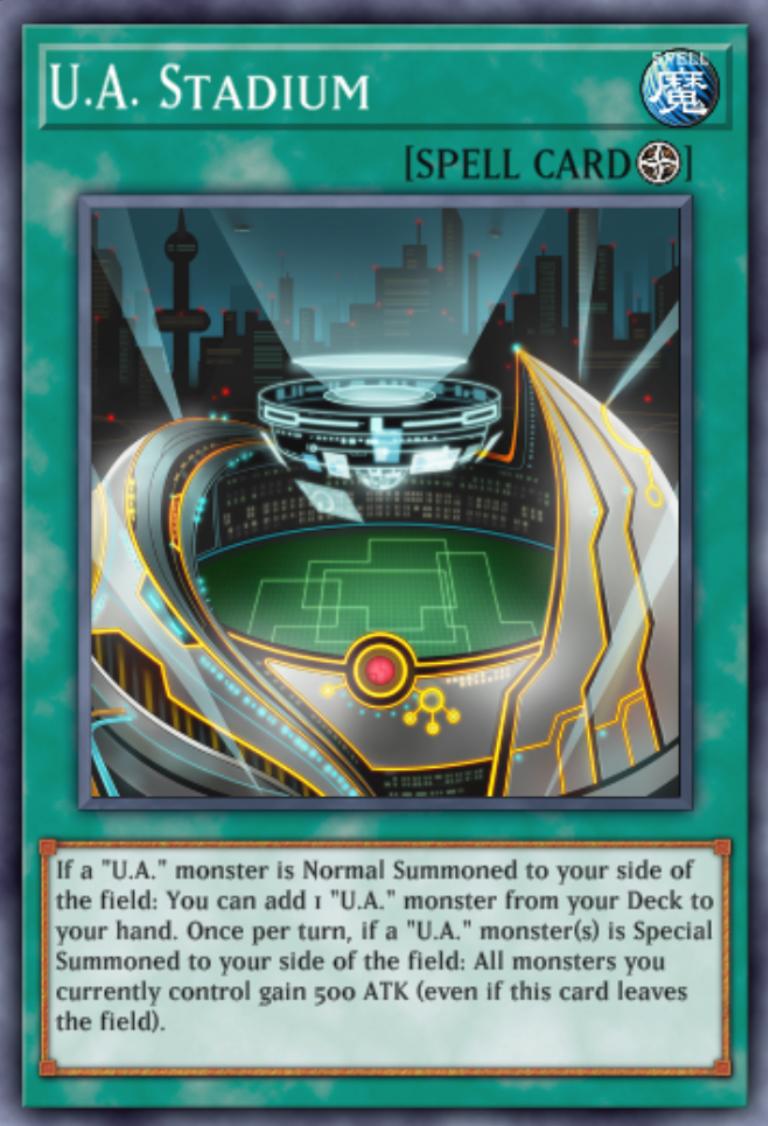 U.A. STADIUM
SPELL
魔
[SPELL CARD]
If a "U.A." monster is Normal Summoned to your side of
the field: You can add 1 "U.A." monster from your Deck to
your hand. Once per turn, if a "U.A." monster(s) is Special
Summoned to your side of the field: All monsters you
currently control gain 500 ATK (even if this card leaves
the field).